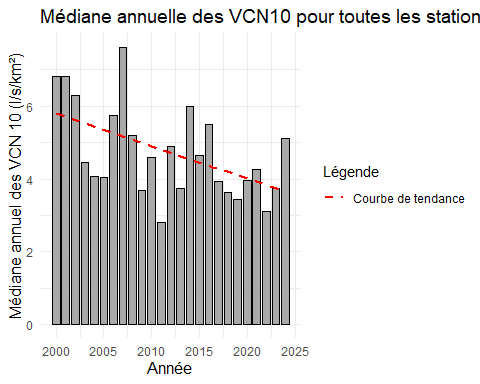 Médiane annuelle des VCN10 pour toutes les station
Médiane annuel des VCN 10 (l/s/km²)
6
4
2
0
2000 2005 2010 2015 2020 2025
Année
Légende
Courbe de tendance